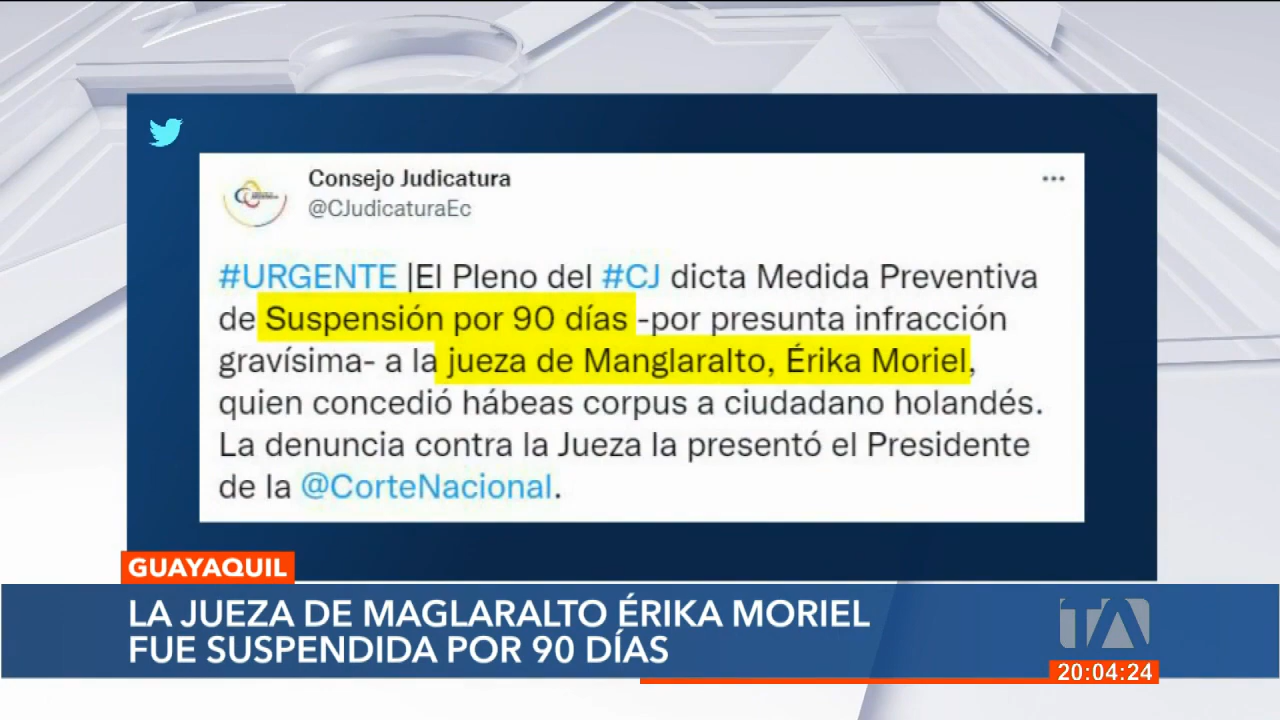 Consejo Judicatura
@CJudicaturaEc
#URGENTE |El Pleno del #CJ dicta Medida Preventiva
de Suspensión por 90 días -por presunta infracción
gravísima- a la jueza de Manglaralto, Érika Moriel,
quien concedió hábeas corpus a ciudadano holandés.
La denuncia contra la Jueza la presentó el Presidente
de la @CorteNacional.
GUAYAQUIL
LA JUEZA DE MAGLARALTO ÉRIKA MORIEL
FUE SUSPENDIDA POR 90 DÍAS
TA
20:04:24